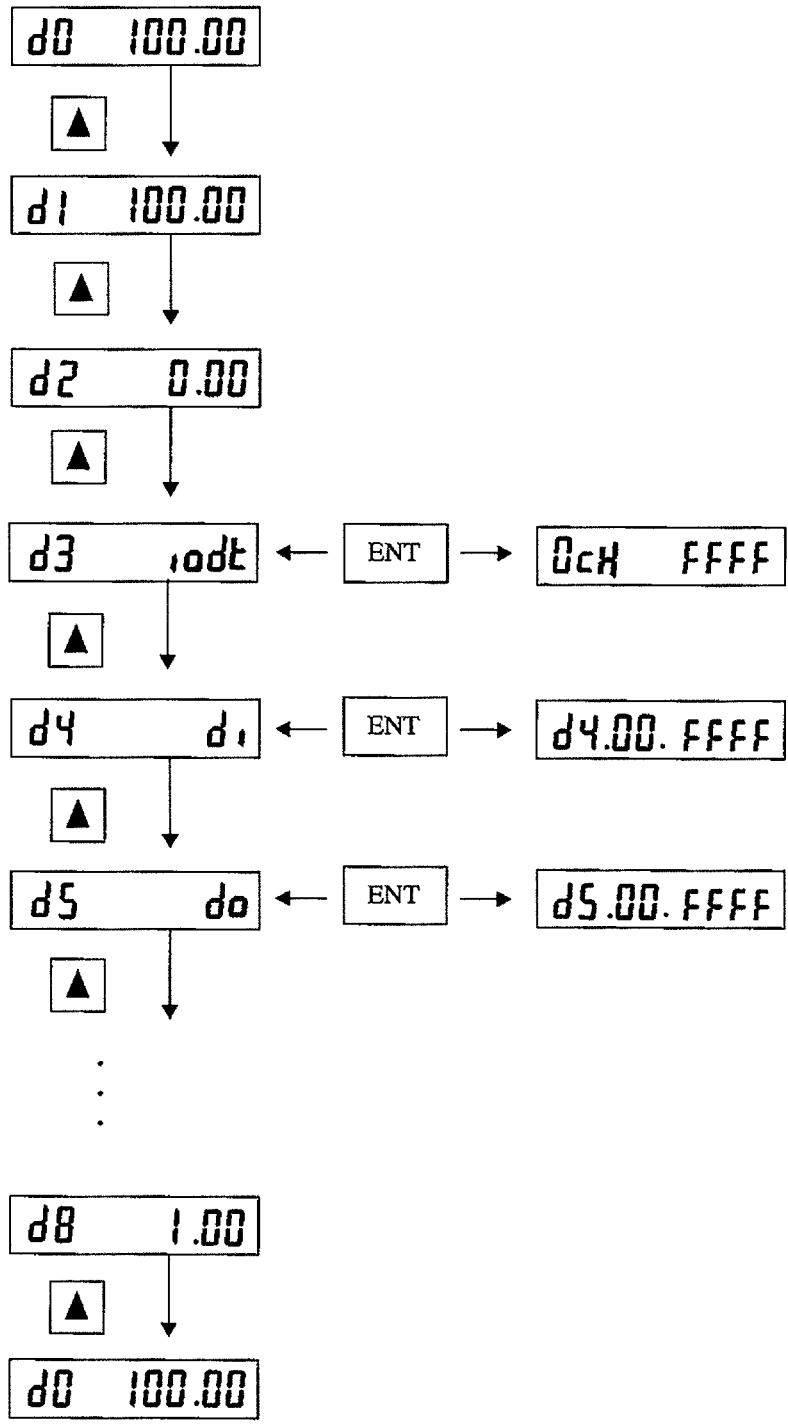 d0 100.00
▲
d1 100.00
▲
d2 0.00
▲
d3 iodt ENT 0cH FFFF
▲
d4 di ENT d4.00. FFFF
▲
d5 do ENT d5.00. FFFF
▲
d8 1.00
▲
d0 100.00